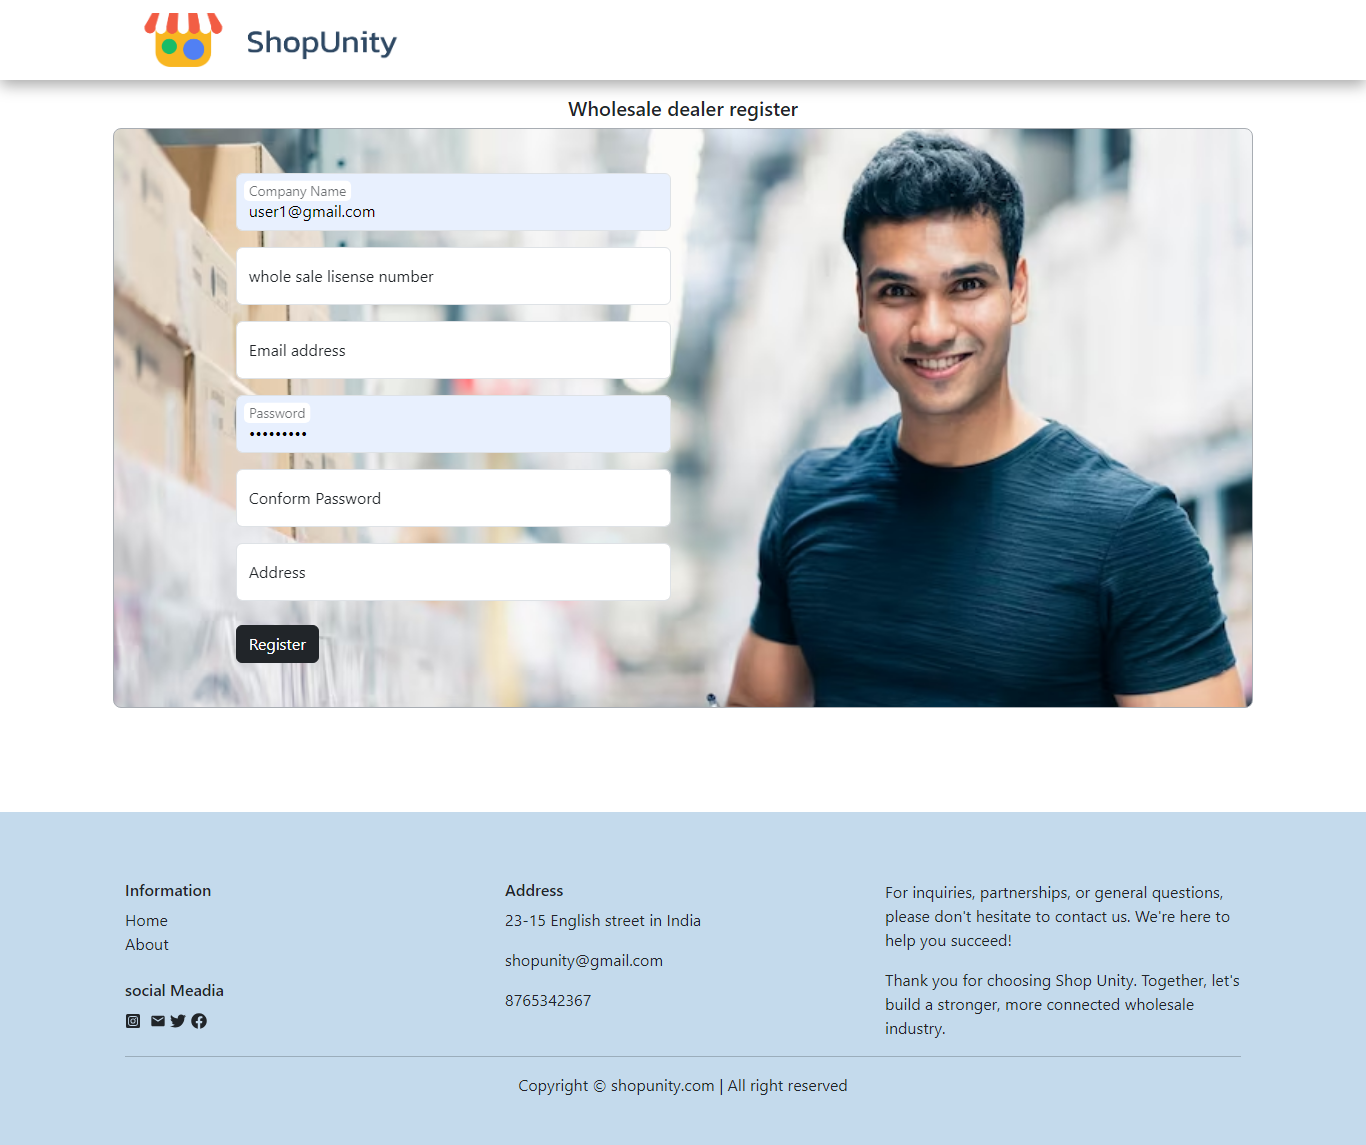 ShopUnity
Wholesale dealer register
Company Name
user1@gmail.com
whole sale lisense number
Email address
Password
•••••••••
Conform Password
Address
Register
Information
Home
About
social Meadia
Address
23-15 English street in India
shopunity@gmail.com
8765342367
For inquiries, partnerships, or general questions,
please don't hesitate to contact us. We're here to
help you succeed!
Thank you for choosing Shop Unity. Together, let's
build a stronger, more connected wholesale
industry.
Copyright © shopunity.com | All right reserved